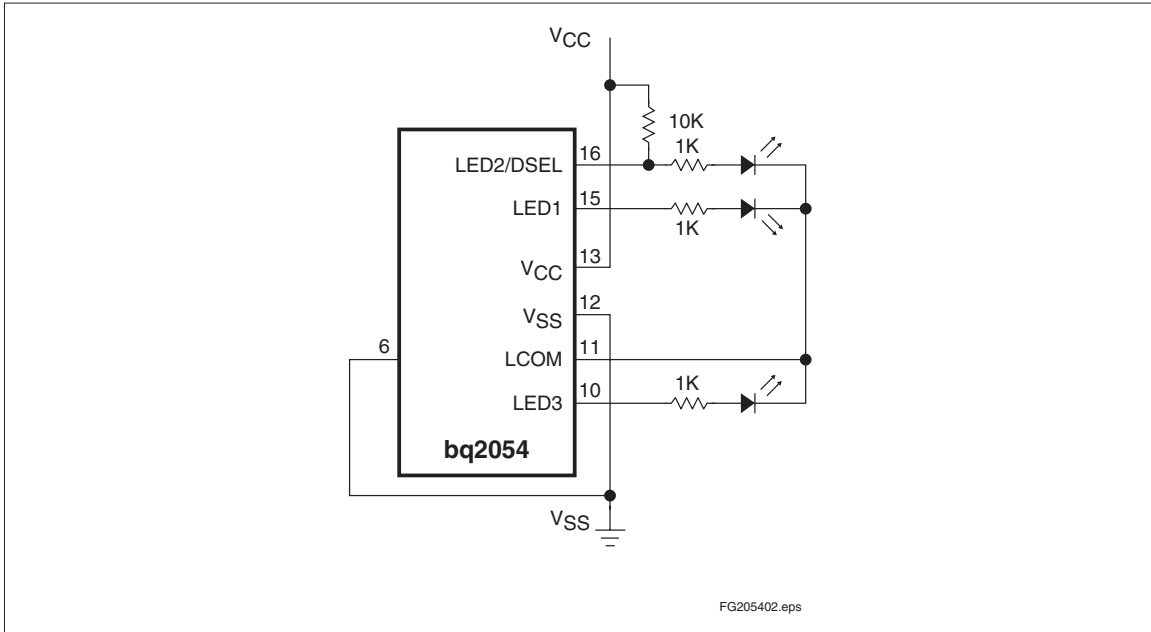 VCC
10K
1K
16
LED2/DSEL
15
LED1
1K
13
VCC
12
VSS
6
11
LCOM
1K
10
LED3
bq2054
VSS
FG205402.eps